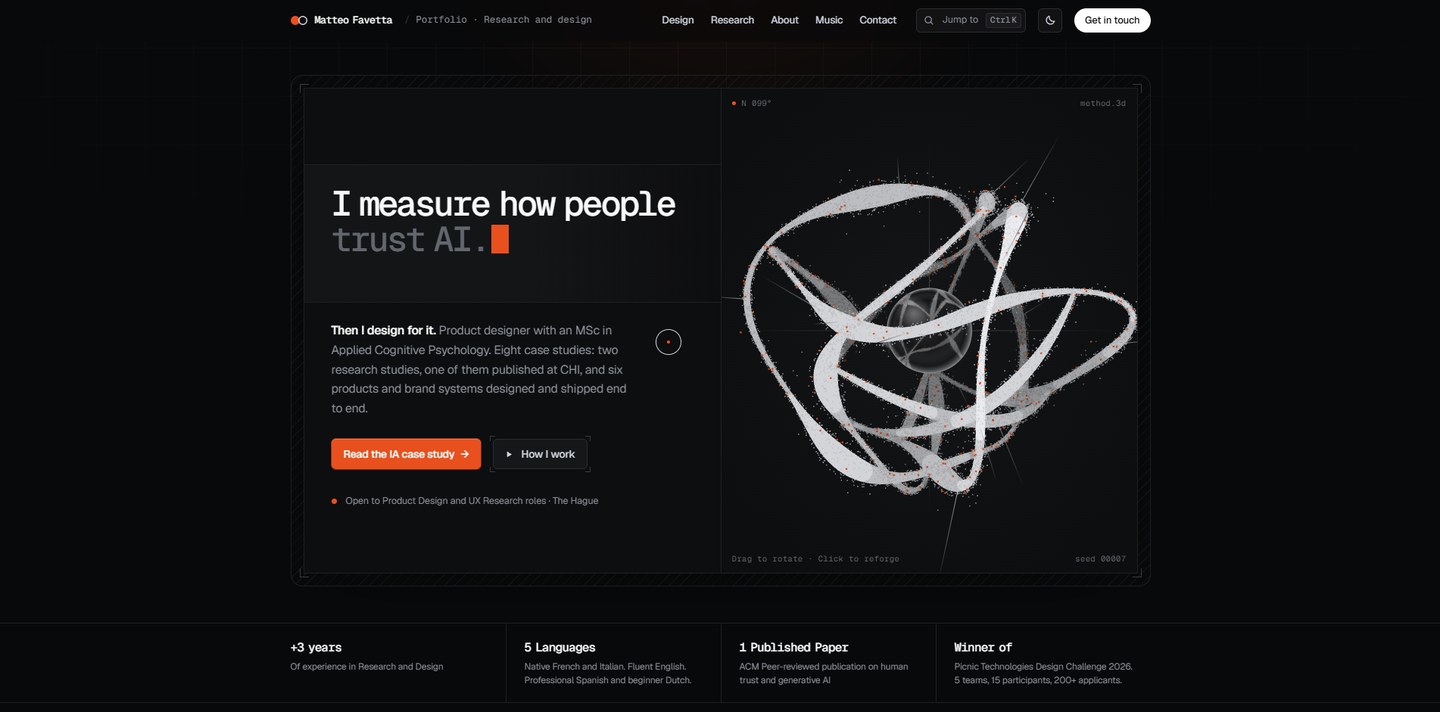 Matteo Favetta / Portfolio · Research and design
Design Research About Music Contact
Jump to Ctrl K
Get in touch
N 099°
method.3d
I measure how people
trust AI.
Then I design for it. Product designer with an MSc in
Applied Cognitive Psychology. Eight case studies: two
research studies, one of them published at CHI, and six
products and brand systems designed and shipped end
to end.
Read the IA case study →
How I work
Open to Product Design and UX Research roles · The Hague
Drag to rotate · Click to reforge
seed 00007
+3 years
Of experience in Research and Design
5 Languages
Native French and Italian. Fluent English.
Professional Spanish and beginner Dutch.
1 Published Paper
ACM Peer-reviewed publication on human
trust and generative AI
Winner of
Picnic Technologies Design Challenge 2026.
5 teams, 15 participants, 200+ applicants.